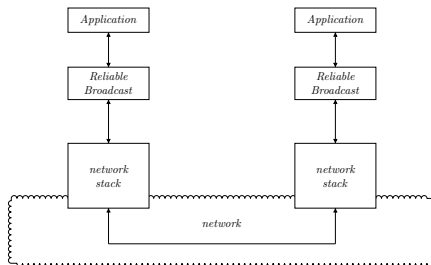 Application
Application
Reliable
Broadcast
Reliable
Broadcast
network
stack
network
stack
network